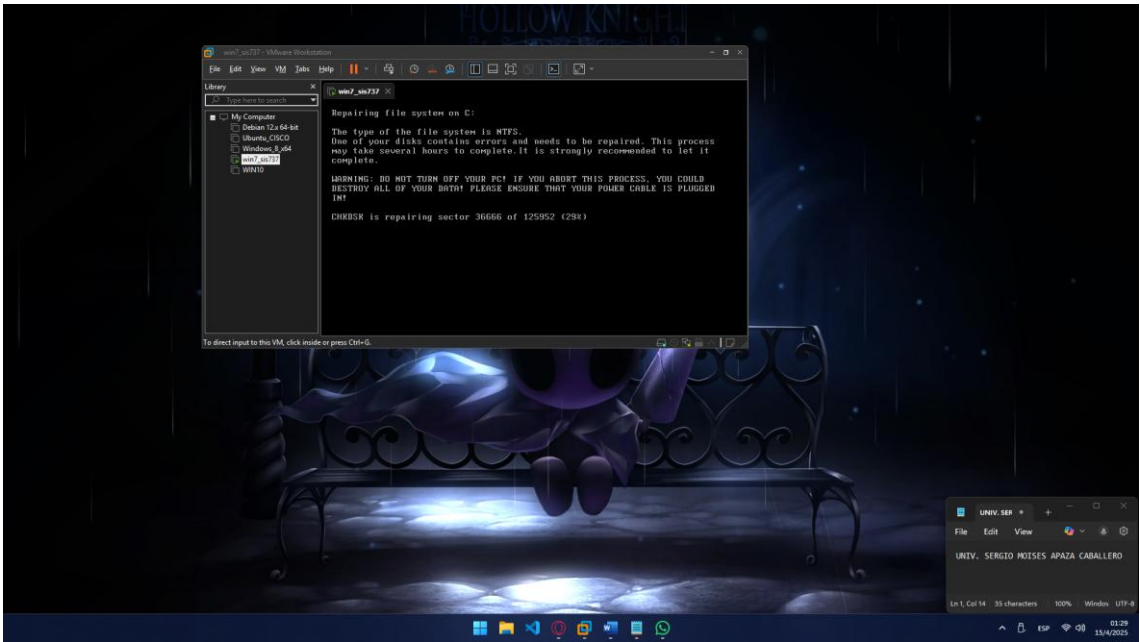 HOLLOW KNIGHT
win7_sis737 - VMware Workstation
File Edit View VM Tabs Help
Library
Type here to search
My Computer
Debian 12.x 64-bit
Ubuntu_CISCO
Windows_8_x64
win7_sis737
WIN10
win7_sis737
Repairing file system on C:
The type of the file system is NTFS.
One of your disks contains errors and needs to be repaired. This process
may take several hours to complete.It is strongly recommended to let it
complete.
WARNING: DO NOT TURN OFF YOUR PC! IF YOU ABORT THIS PROCESS, YOU COULD
DESTROY ALL OF YOUR DATA! PLEASE ENSURE THAT YOUR POWER CABLE IS PLUGGED
IN!
CHKDSK is repairing sector 36666 of 125952 (29%)
To direct input to this VM, click inside or press Ctrl+G.
UNIV. SER
File Edit View
UNIV. SERGIO MOISES APAZA CABALLERO
Ln 1, Col 14 35 characters 100% Window UTF-8
ESP
01:29
15/4/2025